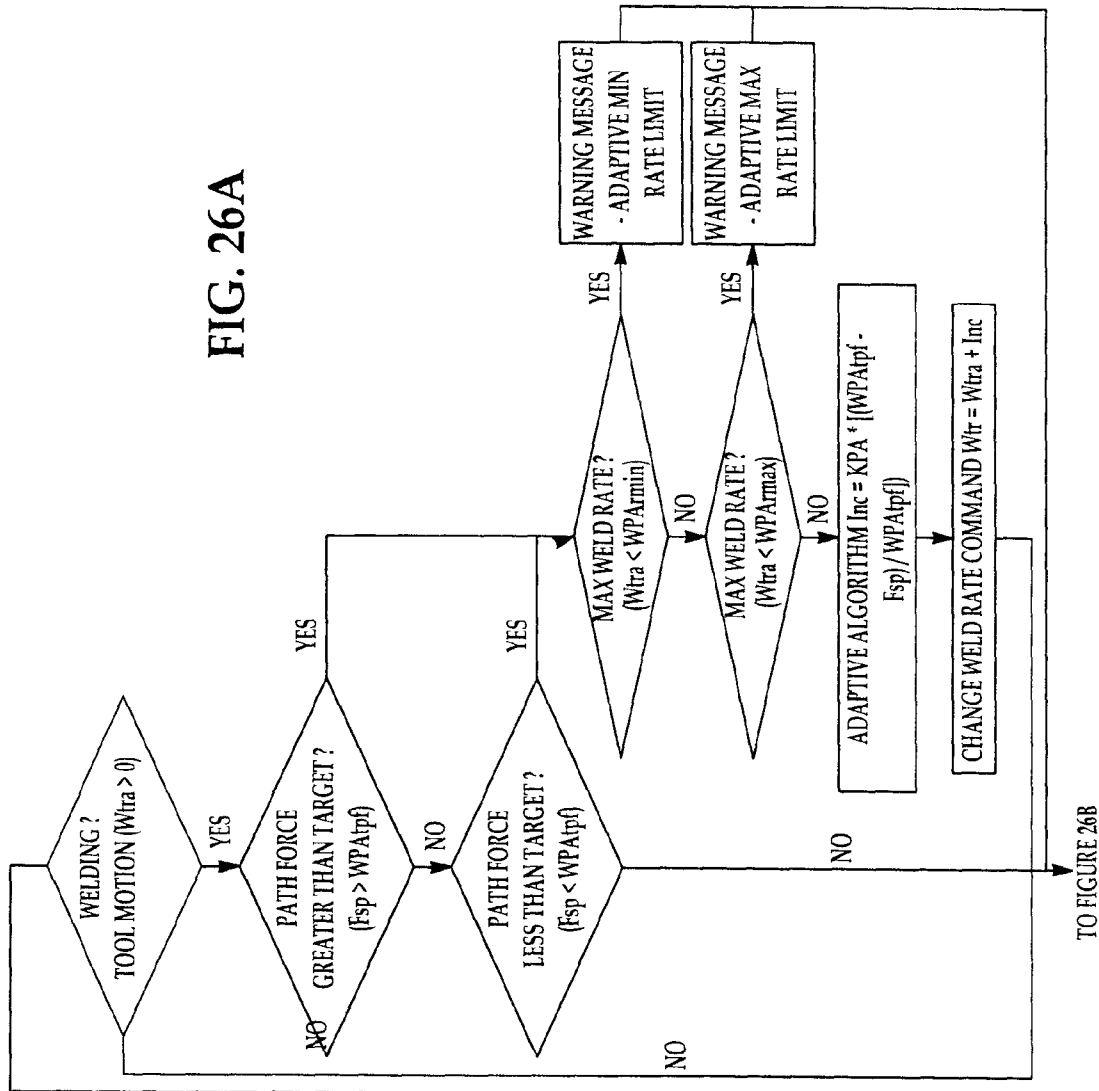 FIG. 26A
WELDING ?
TOOL MOTION (Wtra > 0)
YES
NO
PATH FORCE
GREATER THAN TARGET ?
(Fsp > WPAtpf)
YES
NO
NO
PATH FORCE
LESS THAN TARGET ?
(Fsp < WPAtpf)
YES
NO
MAX WELD RATE ?
(Wtra < WPArmin)
YES
NO
WARNING MESSAGE
- ADAPTIVE MIN
RATE LIMIT
MAX WELD RATE ?
(Wtra < WPArmax)
YES
NO
WARNING MESSAGE
- ADAPTIVE MAX
RATE LIMIT
ADAPTIVE ALGORITHM Inc = KPA * [(WPAtpf -
Fsp) / WPAtpf])
CHANGE WELD RATE COMMAND Wtr = Wtra + Inc
TO FIGURE 26B